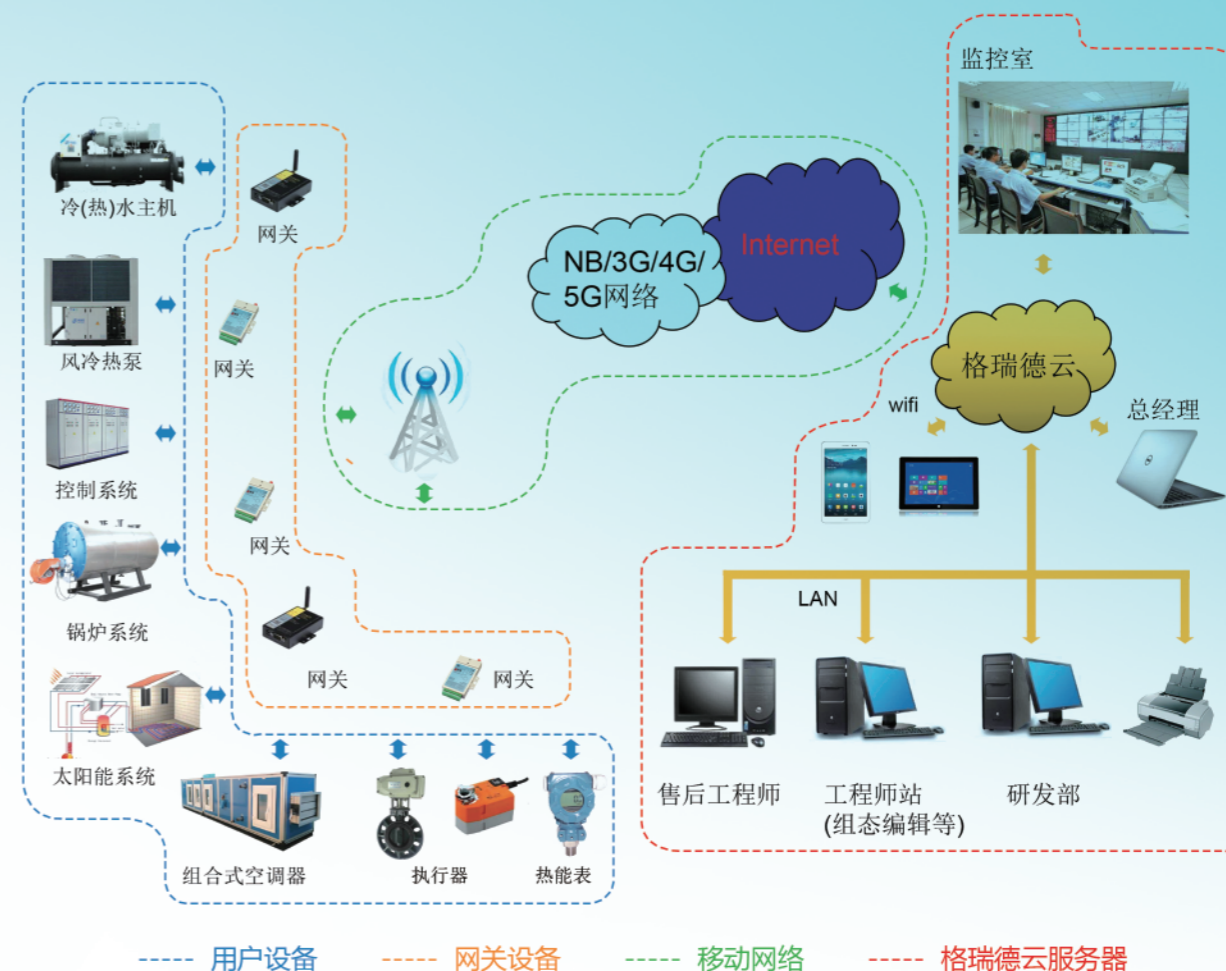 监控室
冷(热)水主机
网关
Internet
NB/3G/4G/
5G网络
风冷热泵
网关
格瑞德云
wifi
总经理
控制系统
网关
LAN
锅炉系统
网关
网关
太阳能系统
售后工程师
工程师站
(组态编辑等)
研发部
组合式空调器
执行器
热能表
用户设备
网关设备
移动网络
格瑞德云服务器